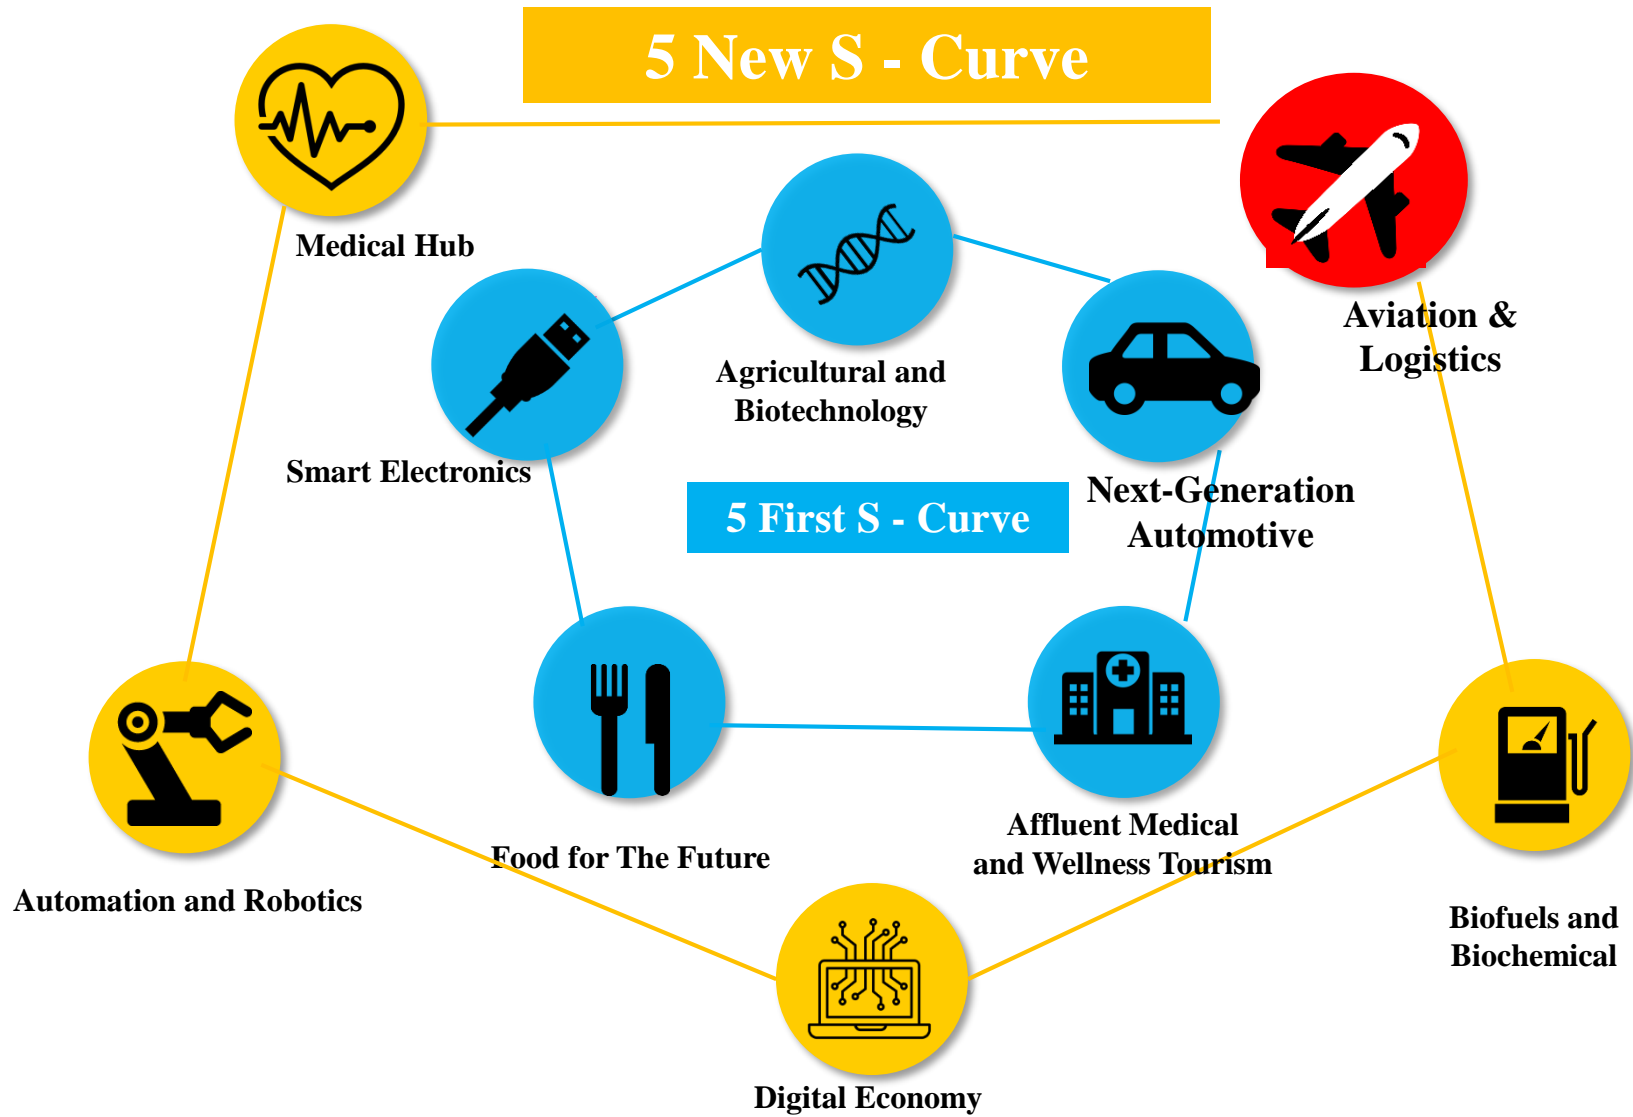 5 New S - Curve
Medical Hub
Aviation &
Logistics
Agricultural and
Biotechnology
Smart Electronics
5 First S - Curve
Next-Generation
Automotive
Food for The Future
Affluent Medical
and Wellness Tourism
Automation and Robotics
Biofuels and
Biochemical
Digital Economy